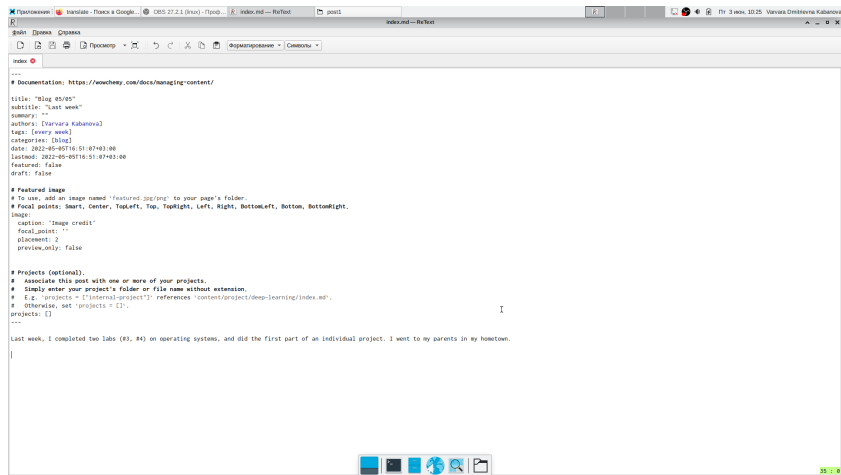 Приложения translate - Поиск в Google... OBS 27.2.1 (linux) - Проф... index.md — ReText post1 Пт 3 июн, 10:25 Varvara Dmitrievna Kabanova
index.md — ReText
Файл Правка Справка
Просмотр Форматирование Символы
index
---
# Documentation: https://wowchemy.com/docs/managing-content/
title: "Blog 05/05"
subtitle: "Last week"
summary: ""
authors: [Varvara Kabanova]
tags: [every week]
categories: [blog]
date: 2022-05-05T16:51:07+03:00
lastmod: 2022-05-05T16:51:07+03:00
featured: false
draft: false
# Featured image
# To use, add an image named `featured.jpg/png` to your page's folder.
# Focal points: Smart, Center, TopLeft, Top, TopRight, Left, Right, BottomLeft, Bottom, BottomRight.
image:
  caption: 'Image credit'
  focal_point: ''
  placement: 2
  preview_only: false
# Projects (optional).
#   Associate this post with one or more of your projects.
#   Simply enter your project's folder or file name without extension.
#   E.g. `projects = ["internal-project"]` references `content/project/deep-learning/index.md`.
#   Otherwise, set `projects = []`.
projects: []
---
Last week, I completed two labs (#3, #4) on operating systems, and did the first part of an individual project. I went to my parents in my hometown.
35 : 0